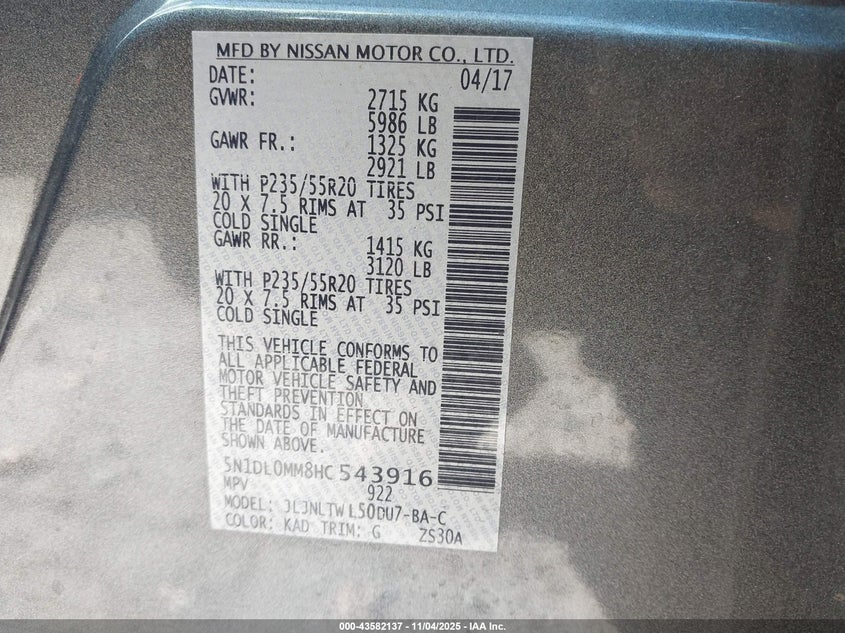 MFD BY NISSAN MOTOR CO., LTD.
DATE: 04/17
GVWR: 2715 KG
5986 LB
GAWR FR.: 1325 KG
2921 LB
WITH P235/55R20 TIRES
20 X 7.5 RIMS AT 35 PSI
COLD SINGLE
GAWR RR.: 1415 KG
3120 LB
WITH P235/55R20 TIRES
20 X 7.5 RIMS AT 35 PSI
COLD SINGLE
THIS VEHICLE CONFORMS TO
ALL APPLICABLE FEDERAL
MOTOR VEHICLE SAFETY AND
THEFT PREVENTION
STANDARDS IN EFFECT ON
THE DATE OF MANUFACTURE
SHOWN ABOVE.
5N1DL0MM8HC543916
MPV 922
MODEL: JLJNLTWL50DU7-BA-C
COLOR: KAD TRIM: G ZS30A
000-43582137 - 11/04/2025 - IAA Inc.